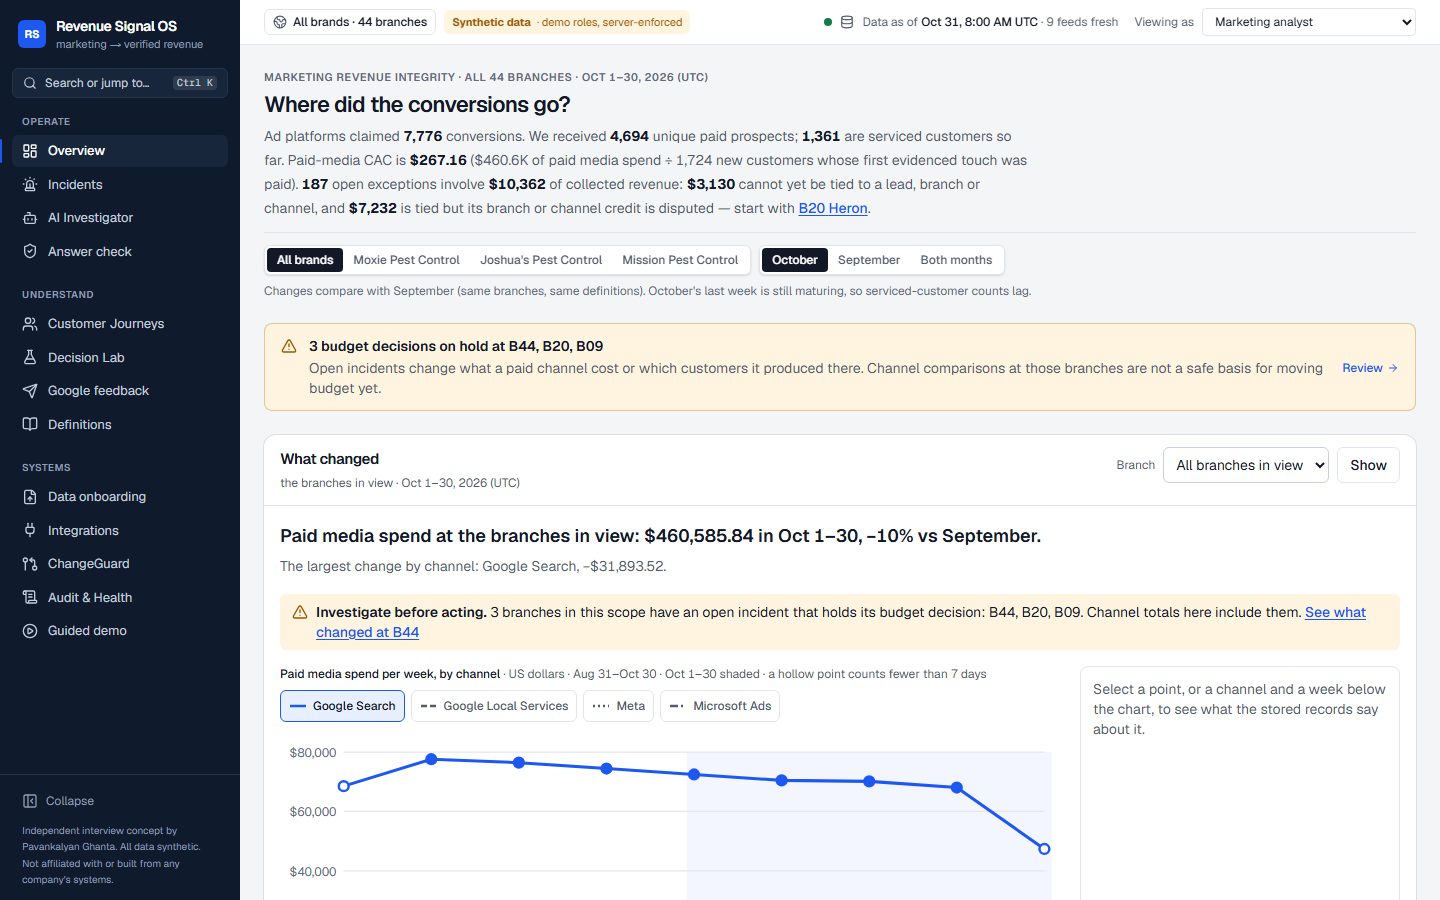 RS
Revenue Signal OS
marketing → verified revenue
Search or jump to... Ctrl K
OPERATE
Overview
Incidents
AI Investigator
Answer check
UNDERSTAND
Customer Journeys
Decision Lab
Google feedback
Definitions
SYSTEMS
Data onboarding
Integrations
ChangeGuard
Audit & Health
Guided demo
Collapse
Independent interview concept by
Pavankalyan Ghanta. All data synthetic.
Not affiliated with or built from any
company's systems.
All brands · 44 branches
Synthetic data · demo roles, server-enforced
Data as of Oct 31, 8:00 AM UTC · 9 feeds fresh
Viewing as
Marketing analyst
MARKETING REVENUE INTEGRITY · ALL 44 BRANCHES · OCT 1–30, 2026 (UTC)
Where did the conversions go?
Ad platforms claimed 7,776 conversions. We received 4,694 unique paid prospects; 1,361 are serviced customers so
far. Paid-media CAC is $267.16 ($460.6K of paid media spend ÷ 1,724 new customers whose first evidenced touch was
paid). 187 open exceptions involve $10,362 of collected revenue: $3,130 cannot yet be tied to a lead, branch or
channel, and $7,232 is tied but its branch or channel credit is disputed — start with B20 Heron.
All brands Moxie Pest Control Joshua's Pest Control Mission Pest Control
October September Both months
Changes compare with September (same branches, same definitions). October's last week is still maturing, so serviced-customer counts lag.
3 budget decisions on hold at B44, B20, B09
Open incidents change what a paid channel cost or which customers it produced there. Channel comparisons at those branches are not a safe basis for moving
budget yet.
Review →
What changed
the branches in view · Oct 1–30, 2026 (UTC)
Branch
All branches in view
Show
Paid media spend at the branches in view: $460,585.84 in Oct 1–30, −10% vs September.
The largest change by channel: Google Search, −$31,893.52.
Investigate before acting. 3 branches in this scope have an open incident that holds its budget decision: B44, B20, B09. Channel totals here include them. See what
changed at B44
Paid media spend per week, by channel · US dollars · Aug 31–Oct 30 · Oct 1–30 shaded · a hollow point counts fewer than 7 days
Google Search
Google Local Services
Meta
Microsoft Ads
$80,000
$60,000
$40,000
Select a point, or a channel and a week below
the chart, to see what the stored records say
about it.